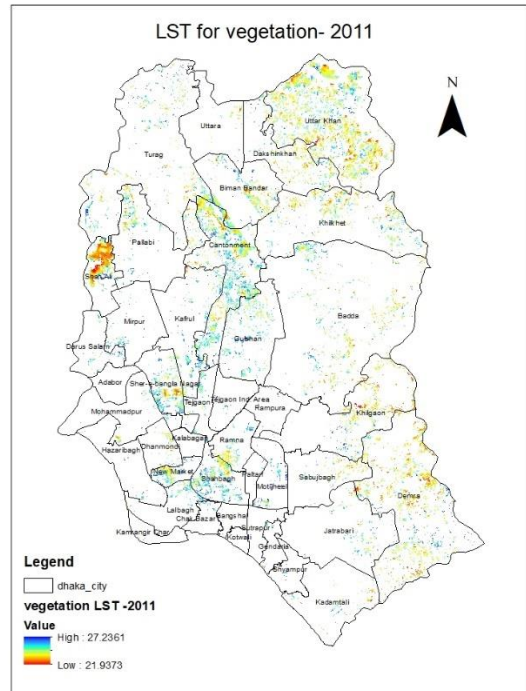 LST for vegetation- 2011
N
Uttar Khan
Uttara
Dakshinkhan
Turag
Biman Bandar
Khilkhet
Pallabi
Cantonment
Shah Ali
Badda
Mirpur
Kafrul
Gulshan
Darus Salam
Adabor
Sher-e-bangla Nagar
Tejgaon
Tejgaon Ind. Area
Khilgaon
Mohammadpur
Rampura
Kalabagan
Ramna
Hazaribagh
Dhanmondi
Sabujbagh
New Market
Shahbagh
Paltan
Motijheel
Demra
Lalbagh
Chak Bazar
Bangshal
Kamrangir Char
Kotwali
Sutrapur
Jatrabari
Gendaria
Shyampur
Kadamtali
Legend
dhaka_city
vegetation LST -2011
Value
High : 27.2361
Low : 21.9373